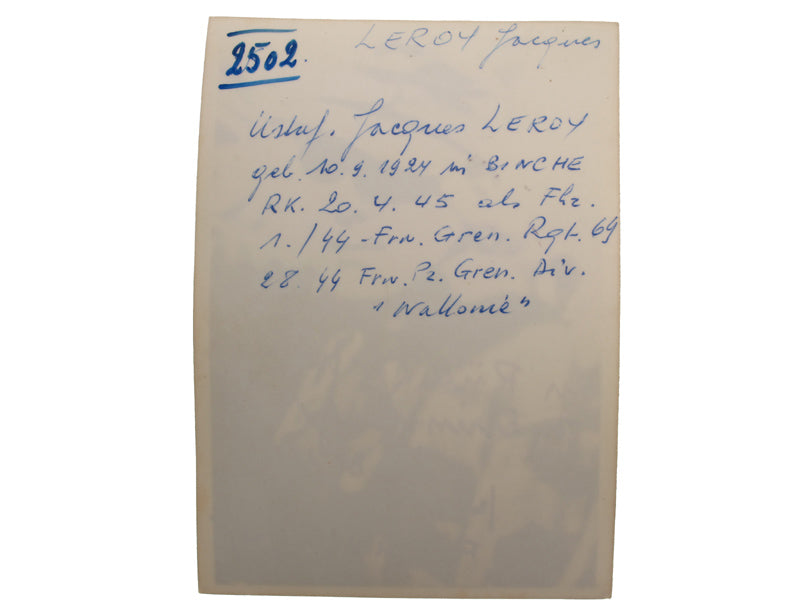 2502.
LEROY Jacques
Ustuf. Jacques LEROY
geb. 10.9.1924 in BINCHE
RK. 20.4.45 als Fhr.
1./44-Frw. Gren. Rgt. 69
28. 44 Frw. Pz. Gren. Div.
"Wallonie"